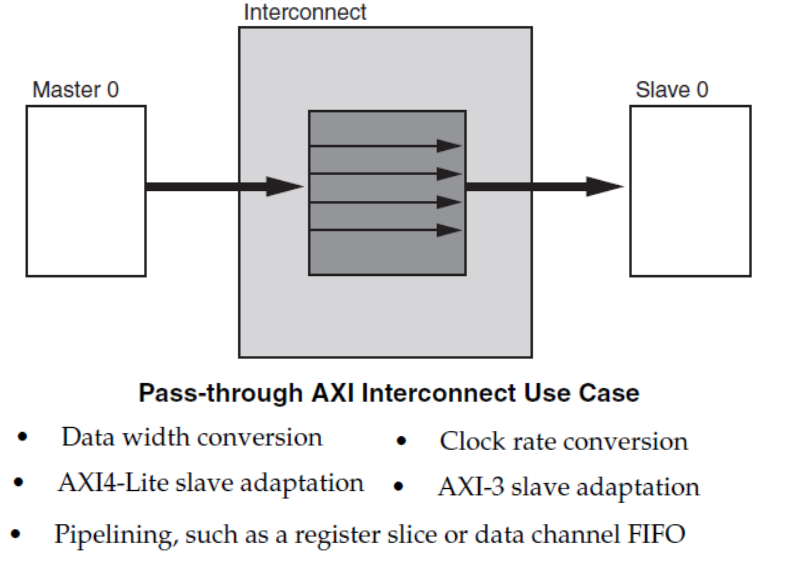 Interconnect
Master 0
Slave 0
Pass-through AXI Interconnect Use Case
• Data width conversion
• Clock rate conversion
• AXI4-Lite slave adaptation
• AXI-3 slave adaptation
• Pipelining, such as a register slice or data channel FIFO